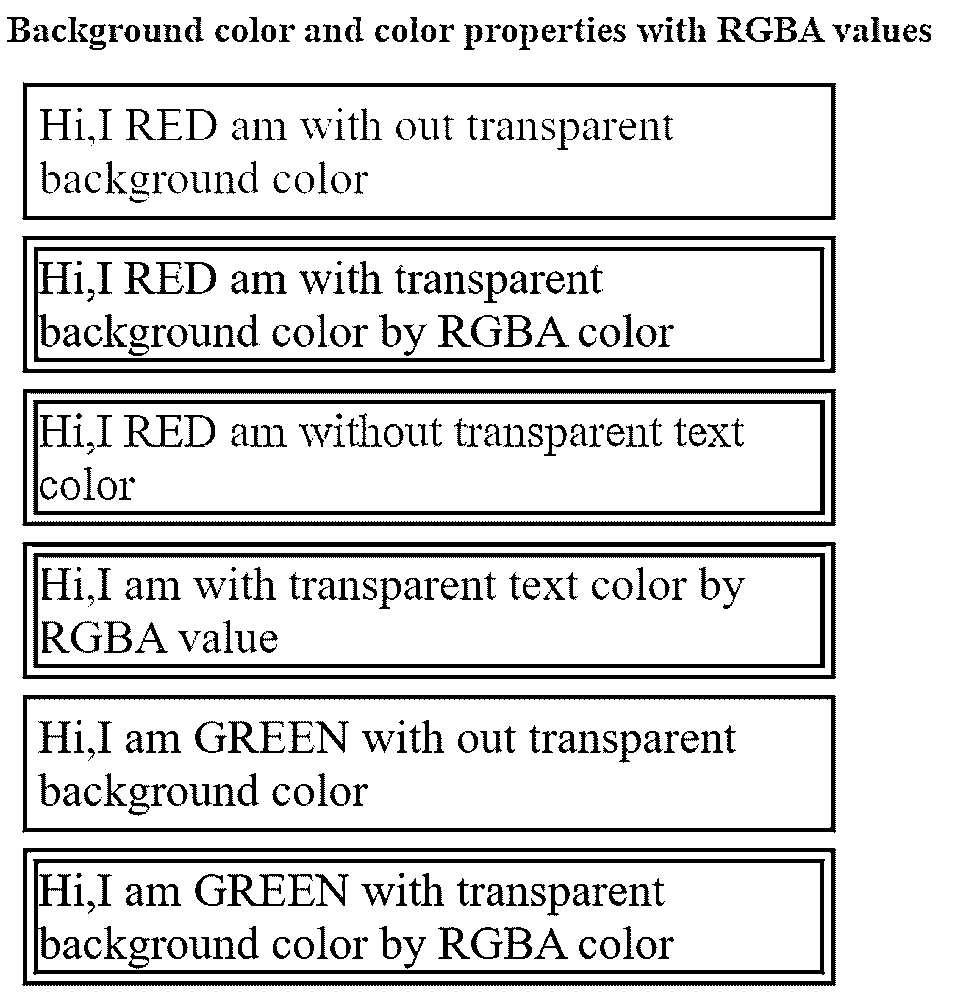 Background color and color properties with RGBA values
Hi,I RED am with out transparent
background color
Hi,I RED am with transparent
background color by RGBA color
Hi,I RED am without transparent text
color
Hi,I am with transparent text color by
RGBA value
Hi,I am GREEN with out transparent
background color
Hi,I am GREEN with transparent
background color by RGBA color